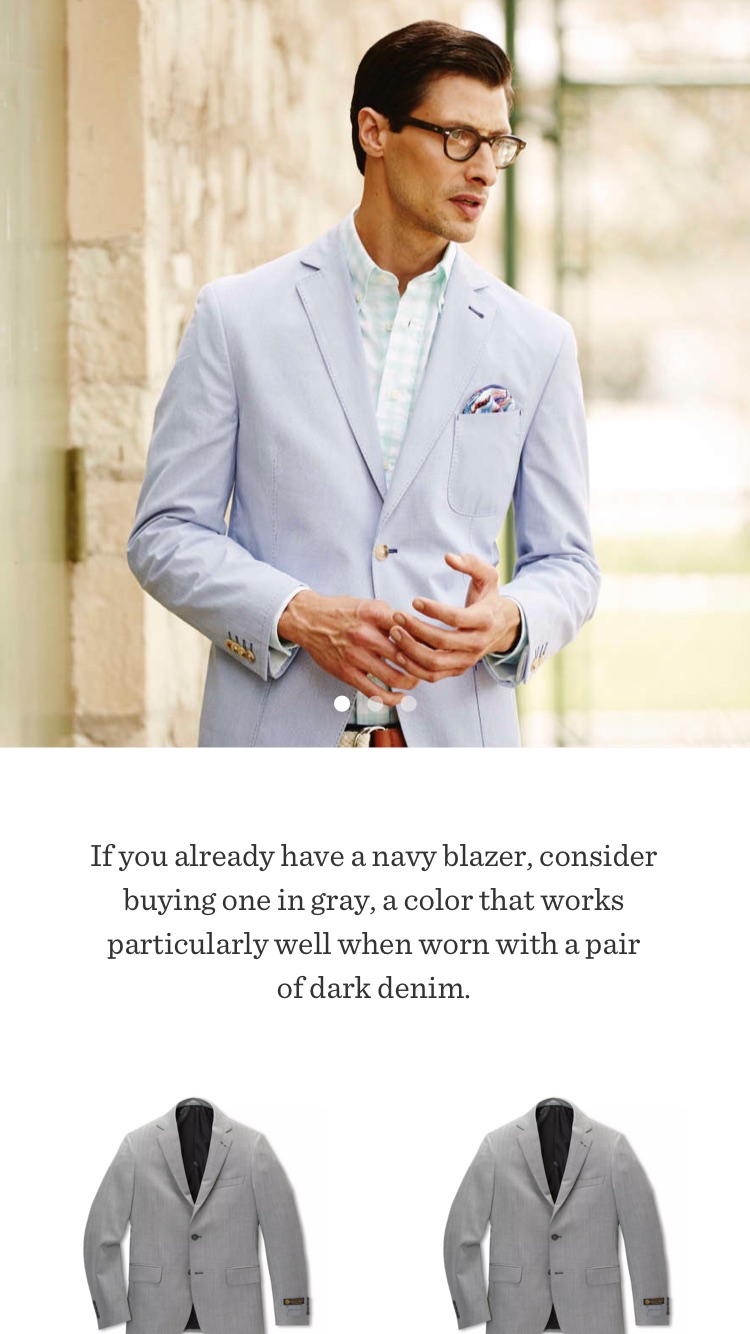 If you already have a navy blazer, consider
buying one in gray, a color that works
particularly well when worn with a pair
of dark denim.